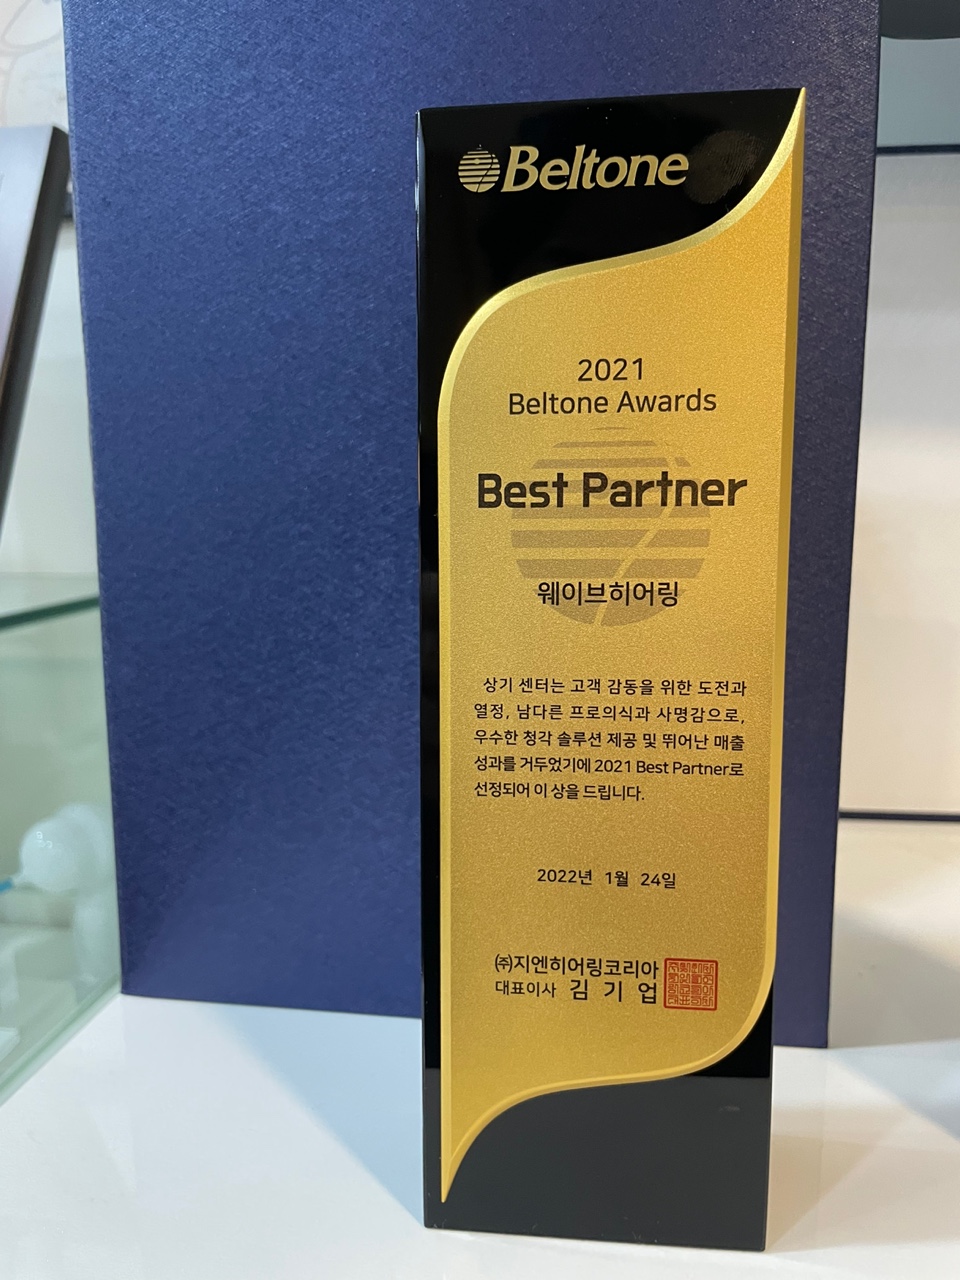 Beltone
2021
Beltone Awards
Best Partner
웨이브히어링
상기 센터는 고객 감동을 위한 도전과
열정, 남다른 프로의식과 사명감으로,
우수한 청각 솔루션 제공 및 뛰어난 매출
성과를 거두었기에 2021 Best Partner로
선정되어 이 상을 드립니다.
2022년 1월 24일
㈜지엔히어링코리아
대표이사 김 기 업